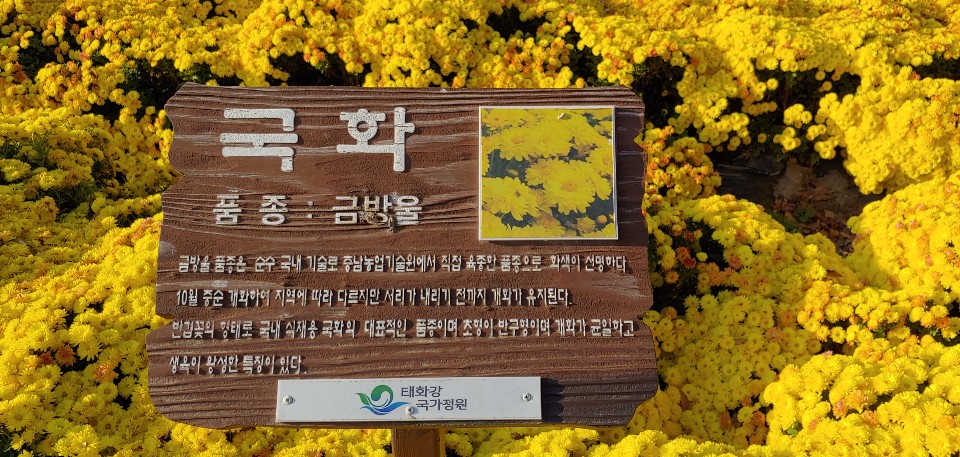 국화
품종 : 금방울
금방울 품종은 순수 국내 기술로 충남농업기술원에서 직접 육종한 품종으로 화색이 선명하다
10월 중순 개화하여 지역에 따라 다르지만 서리가 내리기 전까지 개화가 유지된다.
반겹꽃의 형태로 국내 식재용 국화의 대표적인 품종이며 초형이 반구형이며 개화가 균일하고
생육이 왕성한 특징이 있다.
태화강
국가정원